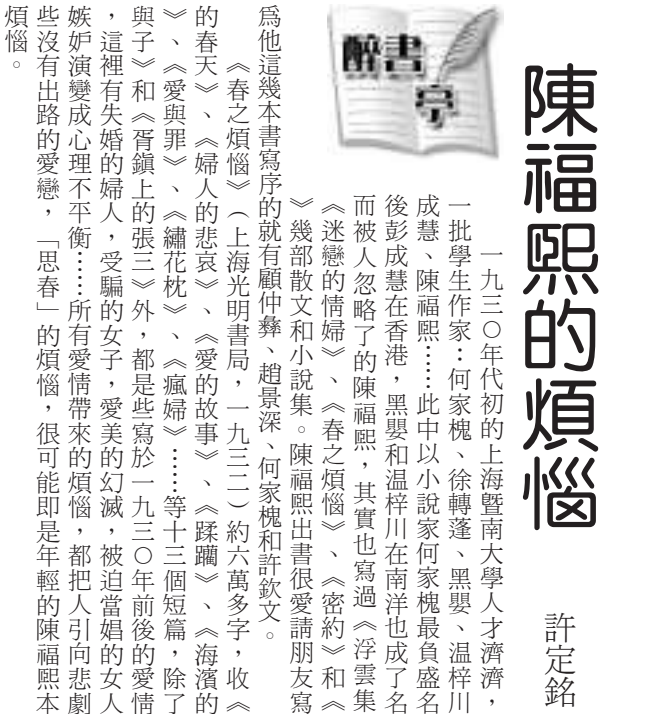 陳福熙的煩惱
許定銘
醉書亭
一九三○年代初的上海暨南大學人才濟濟,
一批學生作家:何家槐、徐轉蓬、黑嬰、温梓川
成慧、陳福熙……此中以小說家何家槐最負盛名
後彭成慧在香港,黑嬰和温梓川在南洋也成了名
而被人忽略了的陳福熙,其實也寫過《浮雲集
《迷戀的情婦》、《春之煩惱》、《密約》和《
》幾部散文和小說集。陳福熙出書很愛請朋友寫
爲他這幾本書寫序的就有顧仲彝、趙景深、何家槐和許欽文。
《春之煩惱》(上海光明書局,一九三二)約六萬多字,收《
的春天》、《婦人的悲哀》、《愛的故事》、《蹂躪》、《海濱的
》、《愛與罪》、《繡花枕》、《瘋婦》……等十三個短篇,除了
與子》和《胥鎭上的張三》外,都是些寫於一九三○年前後的愛情
,這裡有失婚的婦人,受騙的女子,愛美的幻滅,被迫當娼的女人
嫉妒演變成心理不平衡……所有愛情帶來的煩惱,都把人引向悲劇
些沒有出路的愛戀,「思春」的煩惱,很可能即是年輕的陳福熙本
煩惱。